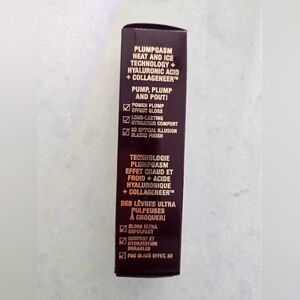 PLUMPGASM
HEAT AND ICE
TECHNOLOGY +
HYALURONIC ACID
+ COLLAGENEER™
PUMP, PLUMP
AND POUT!
POWER PLUMP
EFFECT GLOSS
LONG-LASTING
HYDRATING COMFORT
3D OPTICAL ILLUSION
GLAZED FINISH
TECHNOLOGIE
PLUMPGASM
EFFET CHAUD ET
FROID + ACIDE
HYALURONIQUE
+ COLLAGENEER™
DES LÈVRES ULTRA
PULPEUSES
À CROQUER!
GLOSS ULTRA
REPULPANT
CONFORT ET
HYDRATATION
DURABLES
FINI GLACÉ EFFET 3D